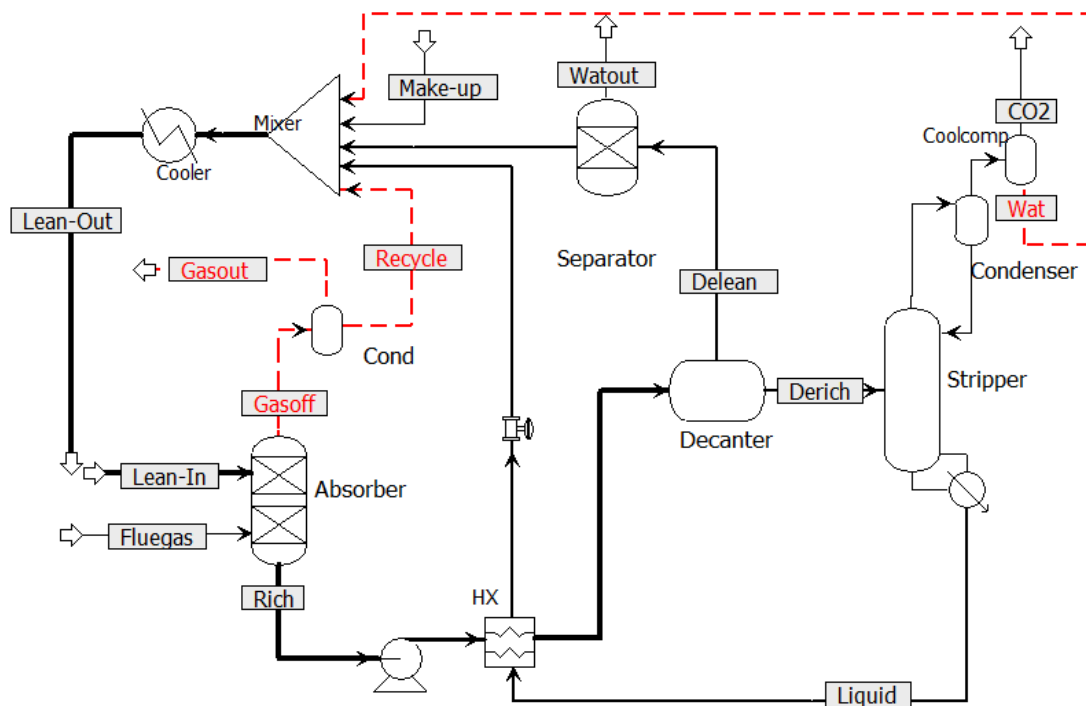 Make-up
Watout
CO2
Mixer
Coolcomp
Cooler
Wat
Lean-Out
Recycle
Separator
Gasout
Delean
Condenser
Cond
Stripper
Gasoff
Derich
Decanter
Lean-In
Absorber
Fluegas
Rich
HX
Liquid